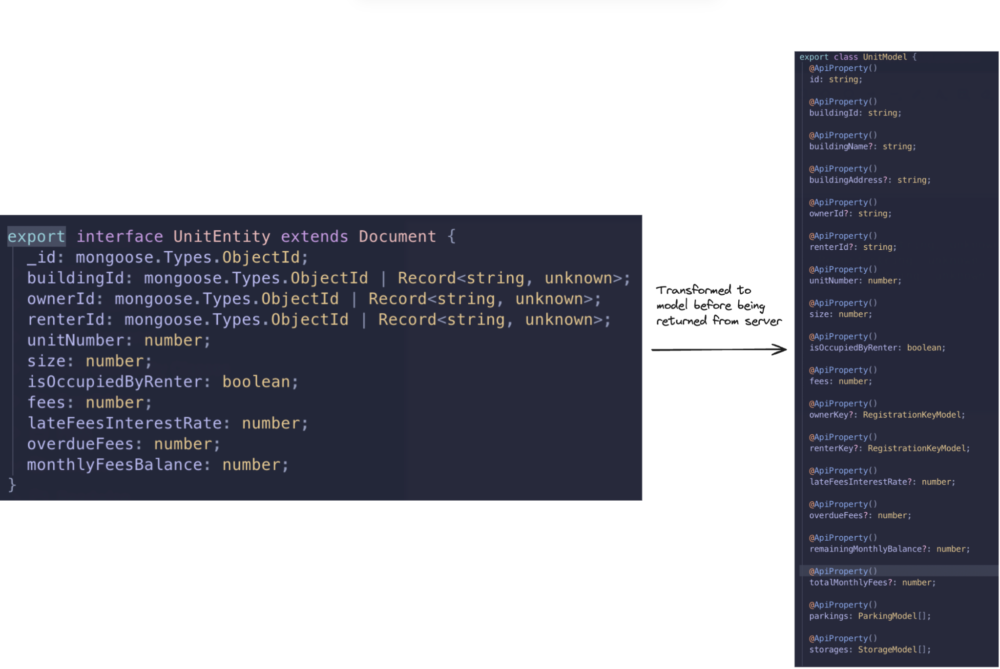 export interface UnitEntity extends Document {
_id: mongoose.Types.ObjectId;
buildingId: mongoose.Types.ObjectId | Record<string, unknown>;
ownerId: mongoose.Types.ObjectId | Record<string, unknown>;
renterId: mongoose.Types.ObjectId | Record<string, unknown>;
unitNumber: number;
size: number;
isOccupiedByRenter: boolean;
fees: number;
lateFeesInterestRate: number;
overdueFees: number;
monthlyFeesBalance: number;
}
Transformed to
model before being
returned from server
export class UnitModel {
@ApiProperty()
id: string;
@ApiProperty()
buildingId: string;
@ApiProperty()
buildingName?: string;
@ApiProperty()
buildingAddress?: string;
@ApiProperty()
ownerId?: string;
@ApiProperty()
renterId?: string;
@ApiProperty()
unitNumber: number;
@ApiProperty()
size: number;
@ApiProperty()
isOccupiedByRenter: boolean;
@ApiProperty()
fees: number;
@ApiProperty()
ownerKey?: RegistrationKeyModel;
@ApiProperty()
renterKey?: RegistrationKeyModel;
@ApiProperty()
lateFeesInterestRate?: number;
@ApiProperty()
overdueFees?: number;
@ApiProperty()
remainingMonthlyBalance?: number;
@ApiProperty()
totalMonthlyFees?: number;
@ApiProperty()
parkings: ParkingModel[];
@ApiProperty()
storages: StorageModel[];